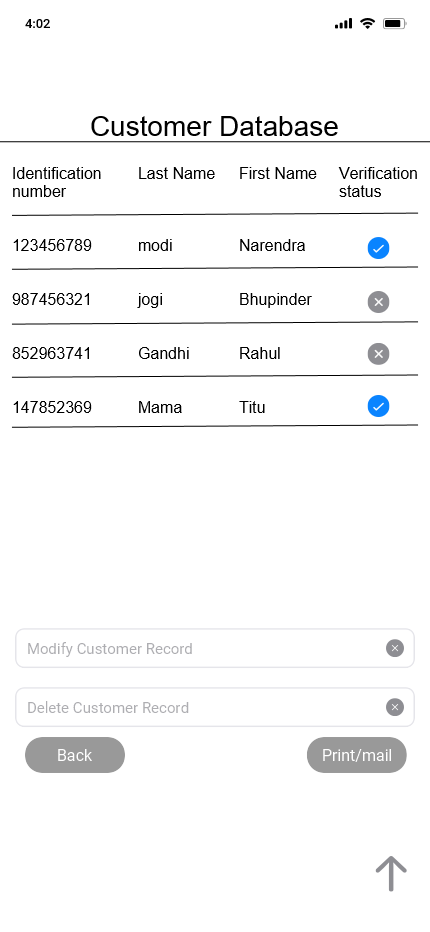 4:02
Customer Database
Identification number Last Name First Name Verification status
123456789 modi Narendra
987456321 jogi Bhupinder
852963741 Gandhi Rahul
147852369 Mama Titu
Modify Customer Record
Delete Customer Record
Back Print/mail